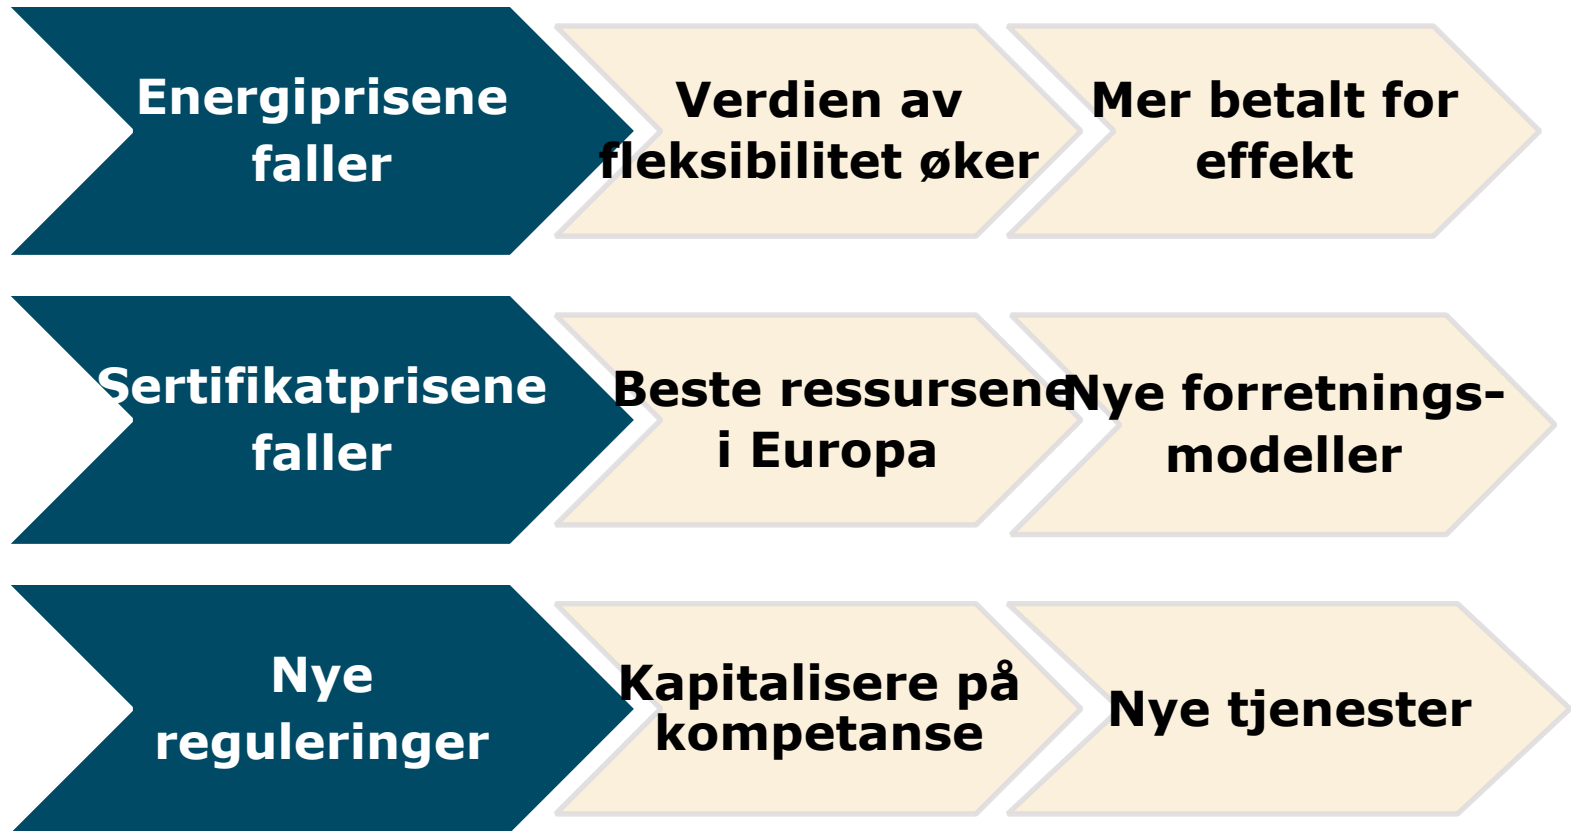 Energiprisene
faller
Verdien av
fleksibilitet øker
Mer betalt for
effekt
Sertifikatprisene
faller
Beste ressursene
i Europa
Nye forretnings-
modeller
Nye
reguleringer
Kapitalisere på
kompetanse
Nye tjenester